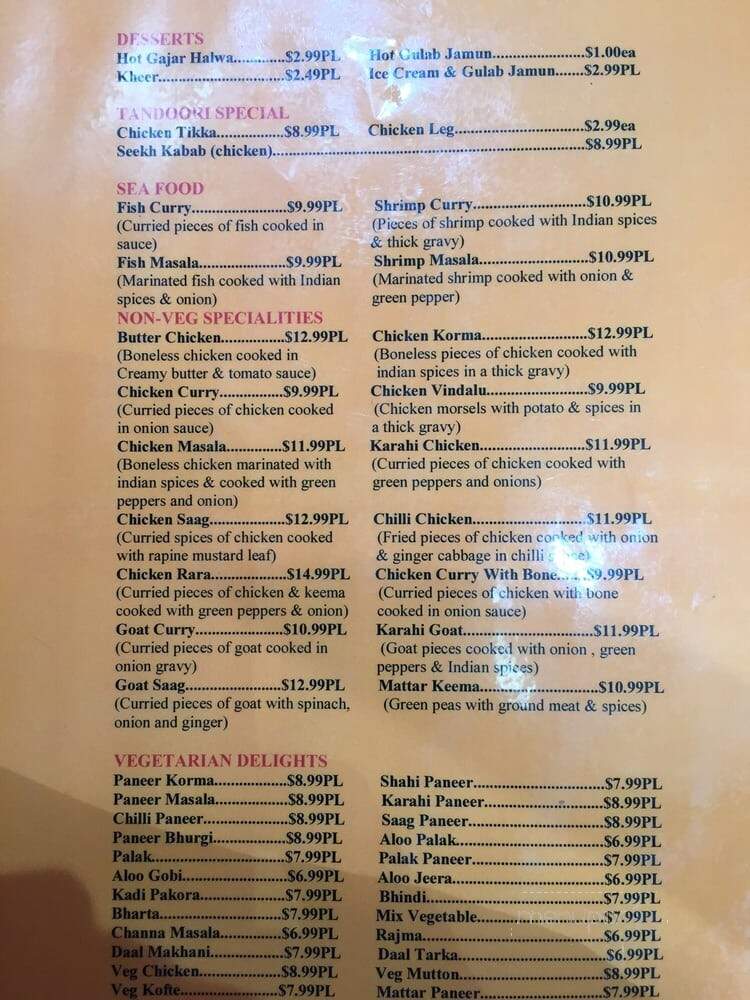 DESSERTS
Hot Gajar Halwa.............$2.99PL Hot Gulab Jamun.......................$1.00ea
Kheer................................$2.49PL Ice Cream & Gulab Jamun.......$2.99PL
TANDOORI SPECIAL
Chicken Tikka.................$8.99PL Chicken Leg................................$2.99ea
Seekh Kabab (chicken)...............................................................................$8.99PL
SEA FOOD
Fish Curry........................$9.99PL
(Curried pieces of fish cooked in
sauce)
Fish Masala......................$9.99PL
(Marinated fish cooked with Indian
spices & onion)
Shrimp Curry............................$10.99PL
(Pieces of shrimp cooked with Indian spices
& thick gravy)
Shrimp Masala...........................$10.99PL
(Marinated shrimp cooked with onion &
green pepper)
NON-VEG SPECIALITIES
Butter Chicken................$12.99PL
(Boneless chicken cooked in
Creamy butter & tomato sauce)
Chicken Curry................$9.99PL
(Curried pieces of chicken cooked
in onion sauce)
Chicken Masala..............$11.99PL
(Boneless chicken marinated with
indian spices & cooked with green
peppers and onion)
Chicken Saag...................$12.99PL
(Curried spices of chicken cooked
with rapine mustard leaf)
Chicken Rara...................$14.99PL
(Curried pieces of chicken & keema
cooked with green peppers & onion)
Goat Curry......................$10.99PL
(Curried pieces of goat cooked in
onion gravy)
Goat Saag........................$12.99PL
(Curried pieces of goat with spinach,
onion and ginger)
Chicken Korma..........................$12.99PL
(Boneless pieces of chicken cooked with
indian spices in a thick gravy)
Chicken Vindalu.........................$9.99PL
(Chicken morsels with potato & spices in
a thick gravy)
Karahi Chicken..........................$11.99PL
(Curried pieces of chicken cooked with
green peppers and onions)
Chilli Chicken............................$11.99PL
(Fried pieces of chicken cooked with onion
& ginger cabbage in chilli
Chicken Curry With Bone.......$9.99PL
(Curried pieces of chicken with bone
cooked in onion sauce)
Karahi Goat................................$11.99PL
(Goat pieces cooked with onion , green
peppers & Indian spices)
Mattar Keema.............................$10.99PL
(Green peas with ground meat & spices)
VEGETARIAN DELIGHTS
Paneer Korma..................$8.99PL
Paneer Masala..................$8.99PL
Chilli Paneer.....................$8.99PL
Paneer Bhurgi..................$8.99PL
Palak..................................$7.99PL
Aloo Gobi..........................$6.99PL
Kadi Pakora.....................$7.99PL
Bharta...............................$7.99PL
Channa Masala...............$6.99PL
Daal Makhani..................$7.99PL
Veg Chicken.....................$8.99PL
Veg Kofte.........................$7.99PL
Shahi Paneer.................................$7.99PL
Karahi Paneer..............................$8.99PL
Saag Paneer..................................$8.99PL
Aloo Palak.....................................$6.99PL
Palak Paneer.................................$7.99PL
Aloo Jeera......................................$6.99PL
Bhindi.............................................$7.99PL
Mix Vegetable................................$7.99PL
Rajma.............................................$6.99PL
Daal Tarka.....................................$6.99PL
Veg Mutton....................................$8.99PL
Mattar Paneer...............................$7.99PL